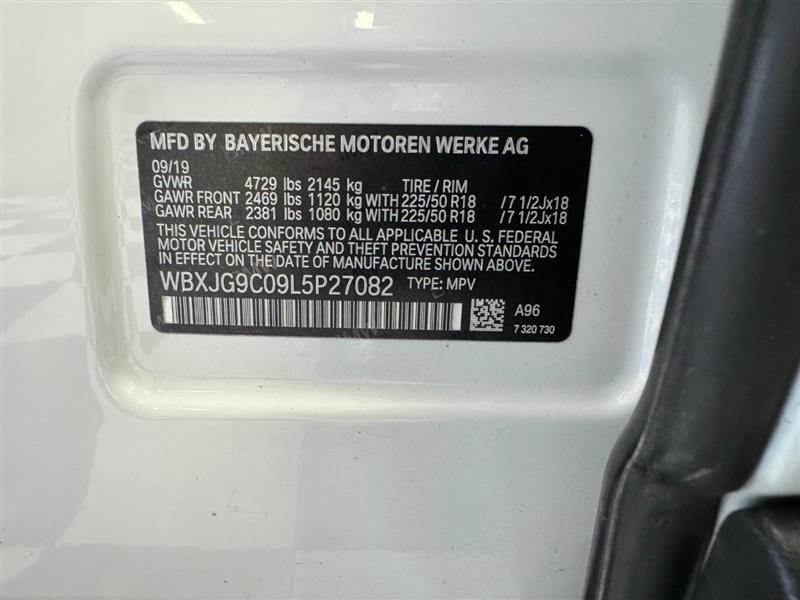 MFD BY BAYERISCHE MOTOREN WERKE AG
09/19
GVWR 4729 lbs 2145 kg TIRE / RIM
GAWR FRONT 2469 lbs 1120 kg WITH 225/50 R18 /7 1/2Jx18
GAWR REAR 2381 lbs 1080 kg WITH 225/50 R18 /7 1/2Jx18
THIS VEHICLE CONFORMS TO ALL APPLICABLE U. S. FEDERAL
MOTOR VEHICLE SAFETY AND THEFT PREVENTION STANDARDS
IN EFFECT ON THE DATE OF MANUFACTURE SHOWN ABOVE.
WBXJG9C09L5P27082 TYPE: MPV
A96
7 320 730